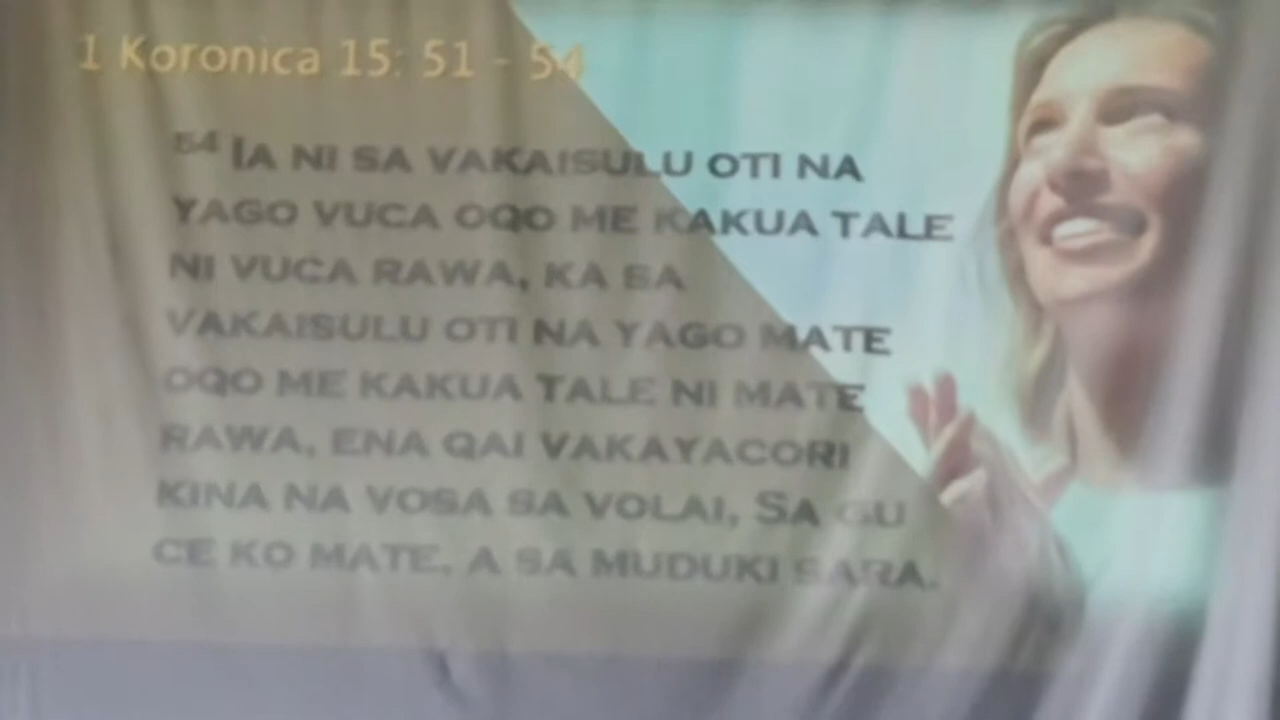 1 Koronica 15: 51 - 54
54 IA NI SA VAKAISULU OTI NA
YAGO VUCA OQO ME KAKUA TALE
NI VUCA RAWA, KA SA
VAKAISULU OTI NA YAGO MATE
OQO ME KAKUA TALE NI MATE
RAWA, ENA QAI VAKAYACORI
KINA NA VOSA SA VOLAI, SA GU
CE KO MATE, A SA MUDUKI SARA.